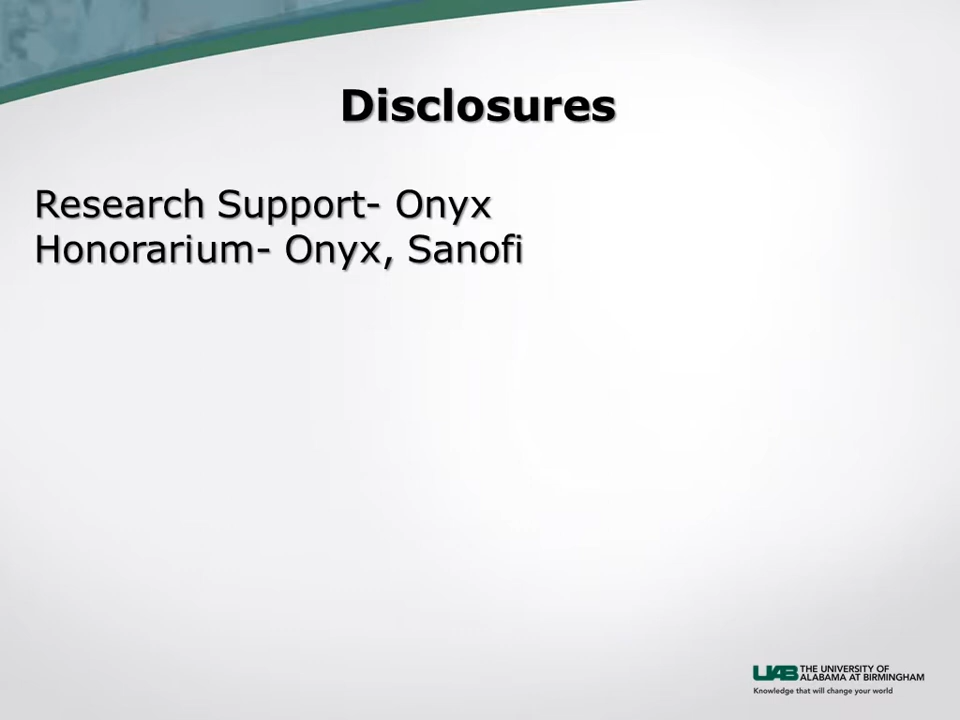 Disclosures
Research Support- Onyx
Honorarium- Onyx, Sanofi
UAB THE UNIVERSITY OF
ALABAMA AT BIRMINGHAM
Knowledge that will change your world